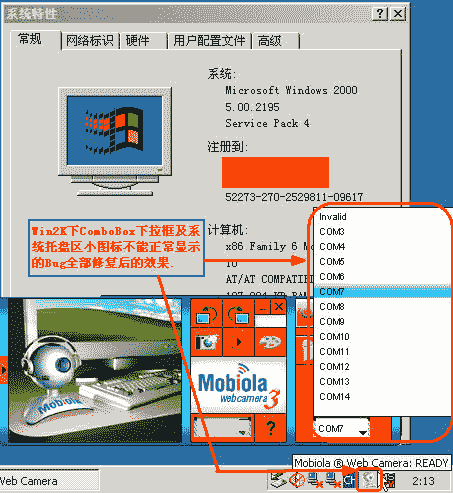 系统特性
常规 网络标识 硬件 用户配置文件 高级
系统:
Microsoft Windows 2000
5.00.2195
Service Pack 4
注册到:
52273-270-2529811-09617
计算机:
x86 Family 6 Mo
AT/AT COMPATIB
Win2K下ComboBox下拉框及系
统托盘区小图标不能正常显示
的Bug全部修复后的效果.
Invalid
COM3
COM4
COM5
COM6
COM7
COM8
COM9
COM10
COM11
COM12
COM13
COM14
Mobiola
Mobiola
webcamera 3
?
COM7
Mobiola ® Web Camera: READY
Web Camera
CH
2:13